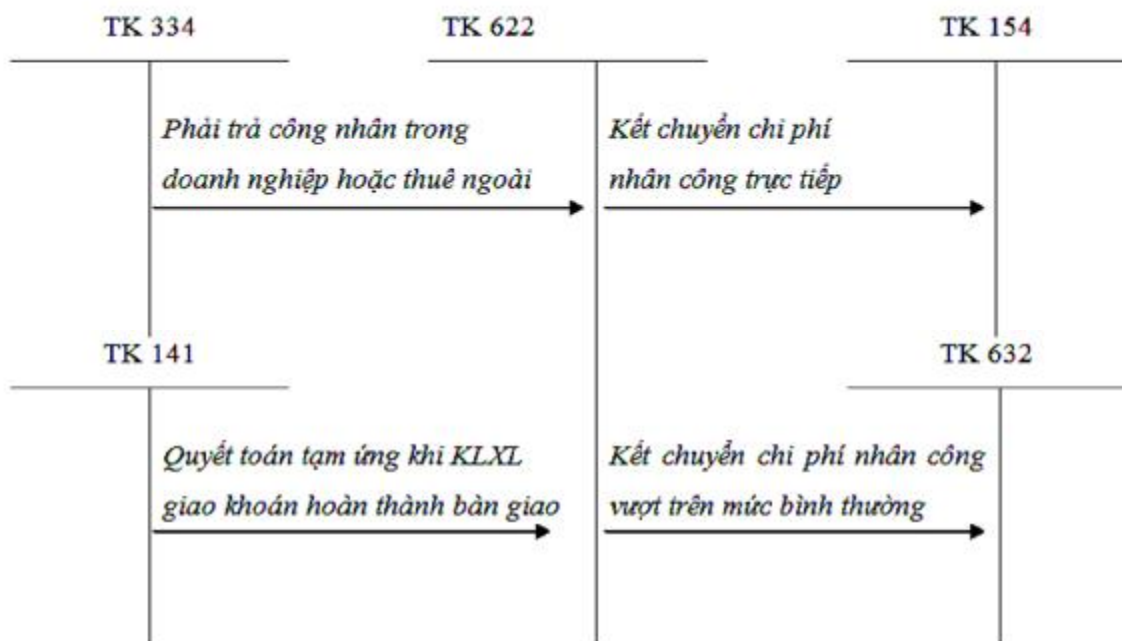 TK 334
TK 622
TK 154
Phải trả công nhân trong
doanh nghiệp hoặc thuê ngoài
Kết chuyển chi phí
nhân công trực tiếp
TK 141
TK 632
Quyết toán tạm ứng khi KLXL
giao khoán hoàn thành bàn giao
Kết chuyển chi phí nhân công
vượt trên mức bình thường